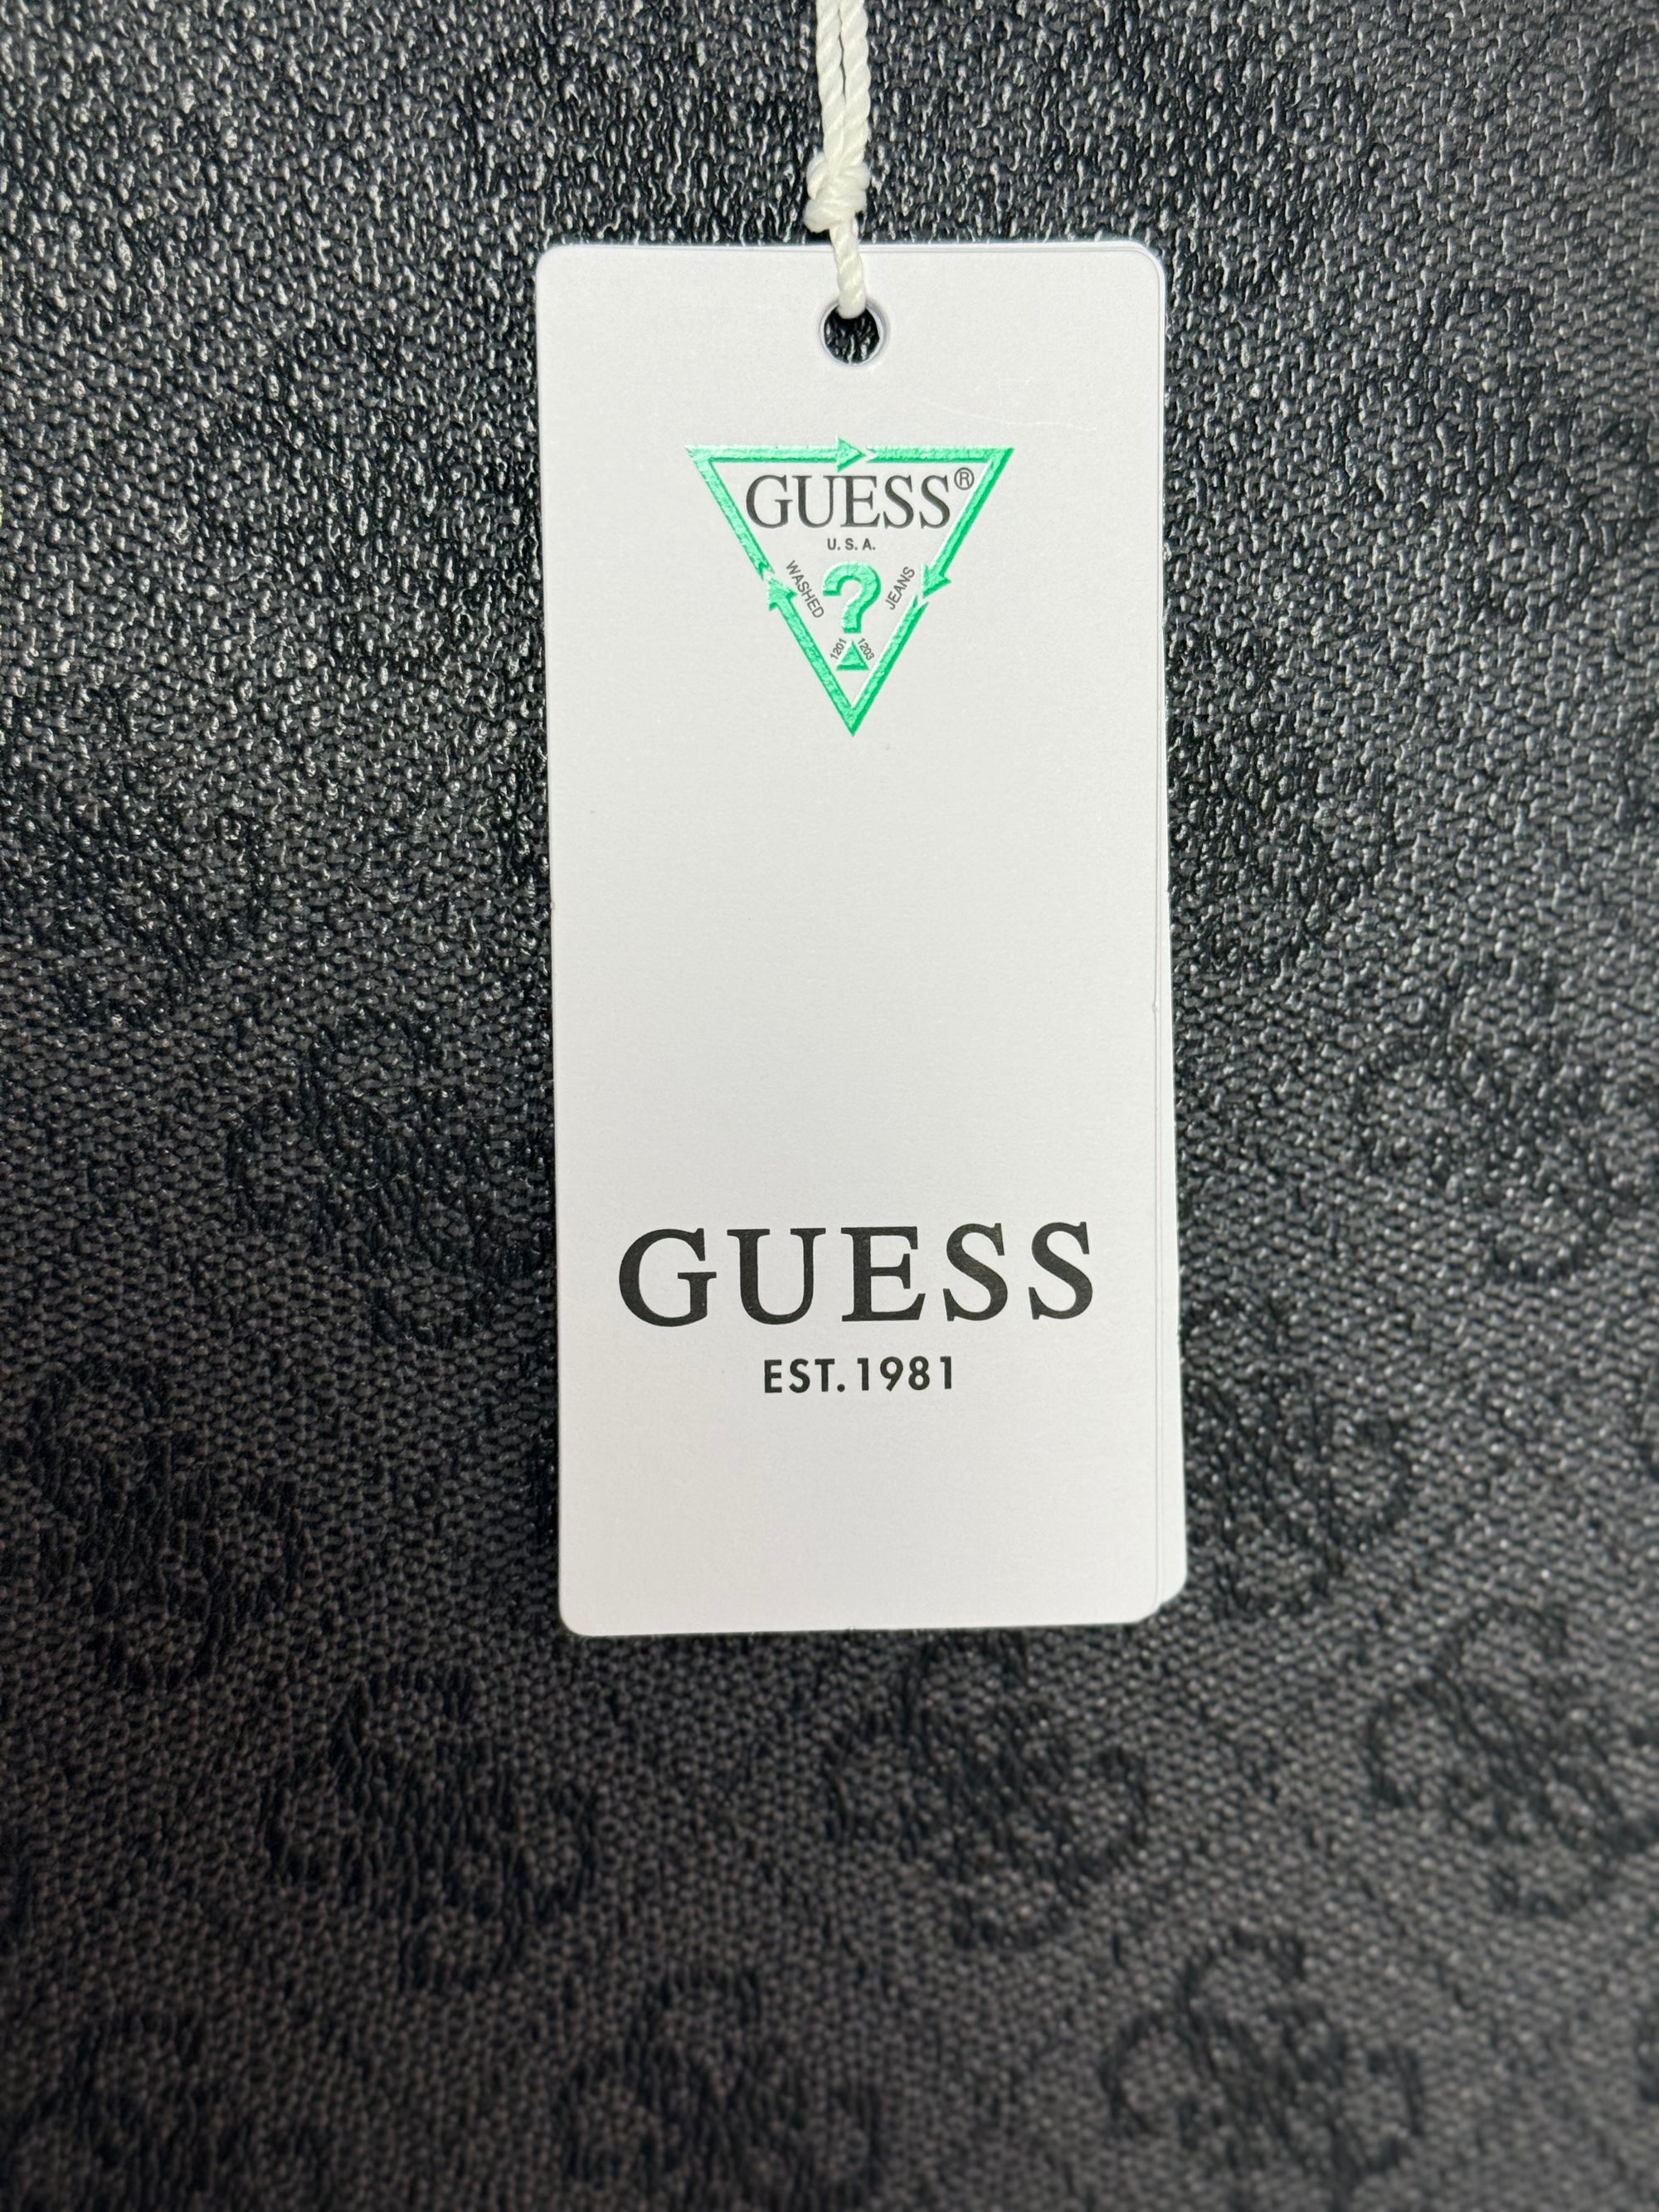 GUESS®
U.S.A.
WASHED
?
JEANS
1201
1203
GUESS
EST. 1981